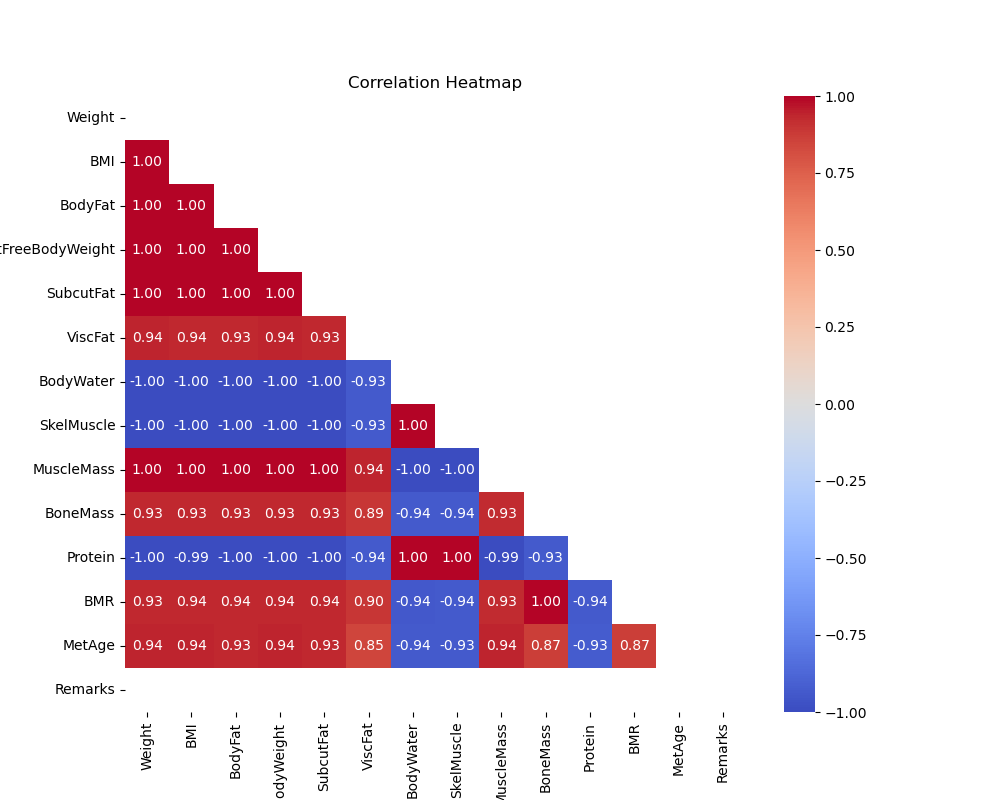 Correlation Heatmap
Weight
BMI 1.00
BodyFat 1.00 1.00
tFreeBodyWeight 1.00 1.00 1.00
SubcutFat 1.00 1.00 1.00 1.00
ViscFat 0.94 0.94 0.93 0.94 0.93
BodyWater -1.00 -1.00 -1.00 -1.00 -1.00 -0.93
SkelMuscle -1.00 -1.00 -1.00 -1.00 -1.00 -0.93 1.00
MuscleMass 1.00 1.00 1.00 1.00 1.00 0.94 -1.00 -1.00
BoneMass 0.93 0.93 0.93 0.93 0.93 0.89 -0.94 -0.94 0.93
Protein -1.00 -0.99 -1.00 -1.00 -1.00 -0.94 1.00 1.00 -0.99 -0.93
BMR 0.93 0.94 0.94 0.94 0.94 0.90 -0.94 -0.94 0.93 1.00 -0.94
MetAge 0.94 0.94 0.93 0.94 0.93 0.85 -0.94 -0.93 0.94 0.87 -0.93 0.87
Remarks
Weight
BMI
BodyFat
odyWeight
SubcutFat
ViscFat
BodyWater
SkelMuscle
MuscleMass
BoneMass
Protein
BMR
MetAge
Remarks
1.00
0.75
0.50
0.25
0.00
−0.25
−0.50
−0.75
−1.00